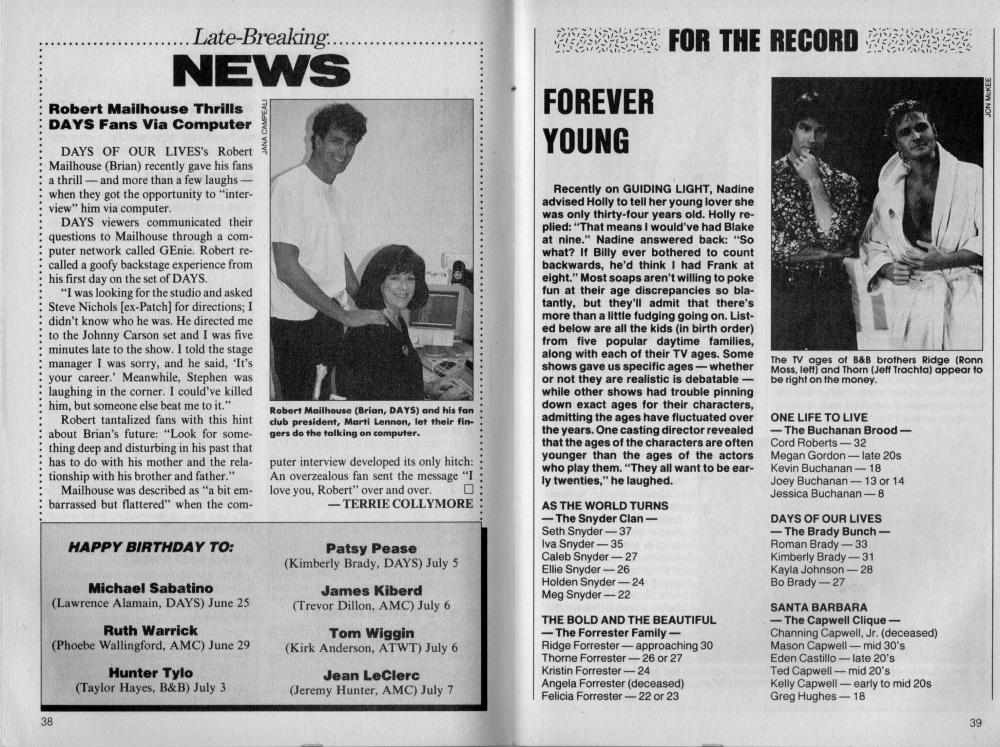 Late-Breaking
NEWS
Robert Mailhouse Thrills
DAYS Fans Via Computer
DAYS OF OUR LIVES's Robert
Mailhouse (Brian) recently gave his fans
a thrill — and more than a few laughs —
when they got the opportunity to "inter-
view" him via computer.
DAYS viewers communicated their
questions to Mailhouse through a com-
puter network called GEnie. Robert re-
called a goofy backstage experience from
his first day on the set of DAYS.
"I was looking for the studio and asked
Steve Nichols [ex-Patch] for directions; I
didn't know who he was. He directed me
to the Johnny Carson set and I was five
minutes late to the show. I told the stage
manager I was sorry, and he said, 'It's
your career.' Meanwhile, Stephen was
laughing in the corner. I could've killed
him, but someone else beat me to it."
Robert tantalized fans with this hint
about Brian's future: "Look for some-
thing deep and disturbing in his past that
has to do with his mother and the rela-
tionship with his brother and father."
Mailhouse was described as "a bit em-
barrassed but flattered" when the com-
JANA CAMPEALI
Robert Mailhouse (Brian, DAYS) and his fan
club president, Marti Lennon, let their fin-
gers do the talking on computer.
puter interview developed its only hitch:
An overzealous fan sent the message "I
love you, Robert" over and over. □
— TERRIE COLLYMORE
HAPPY BIRTHDAY TO:
Michael Sabatino
(Lawrence Alamain, DAYS) June 25
Ruth Warrick
(Phoebe Wallingford, AMC) June 29
Hunter Tylo
(Taylor Hayes, B&B) July 3
Patsy Pease
(Kimberly Brady, DAYS) July 5
James Kiberd
(Trevor Dillon, AMC) July 6
Tom Wiggin
(Kirk Anderson, ATWT) July 6
Jean LeClerc
(Jeremy Hunter, AMC) July 7
38
FOR THE RECORD
FOREVER
YOUNG
Recently on GUIDING LIGHT, Nadine
advised Holly to tell her young lover she
was only thirty-four years old. Holly re-
plied: "That means I would've had Blake
at nine." Nadine answered back: "So
what? If Billy ever bothered to count
backwards, he'd think I had Frank at
eight." Most soaps aren't willing to poke
fun at their age discrepancies so bla-
tantly, but they'll admit that there's
more than a little fudging going on. List-
ed below are all the kids (in birth order)
from five popular daytime families,
along with each of their TV ages. Some
shows gave us specific ages — whether
or not they are realistic is debatable —
while other shows had trouble pinning
down exact ages for their characters,
admitting the ages have fluctuated over
the years. One casting director revealed
that the ages of the characters are often
younger than the ages of the actors
who play them. "They all want to be ear-
ly twenties," he laughed.
AS THE WORLD TURNS
— The Snyder Clan —
Seth Snyder — 37
Iva Snyder — 35
Caleb Snyder — 27
Ellie Snyder — 26
Holden Snyder — 24
Meg Snyder — 22
THE BOLD AND THE BEAUTIFUL
— The Forrester Family —
Ridge Forrester — approaching 30
Thorne Forrester — 26 or 27
Kristin Forrester — 24
Angela Forrester (deceased)
Felicia Forrester — 22 or 23
JON McKEE
The TV ages of B&B brothers Ridge (Ronn
Moss, left) and Thorn (Jeff Trachta) appear to
be right on the money.
ONE LIFE TO LIVE
— The Buchanan Brood —
Cord Roberts — 32
Megan Gordon — late 20s
Kevin Buchanan — 18
Joey Buchanan — 13 or 14
Jessica Buchanan — 8
DAYS OF OUR LIVES
— The Brady Bunch —
Roman Brady — 33
Kimberly Brady — 31
Kayla Johnson — 28
Bo Brady — 27
SANTA BARBARA
— The Capwell Clique —
Channing Capwell, Jr. (deceased)
Mason Capwell — mid 30's
Eden Castillo — late 20's
Ted Capwell — mid 20's
Kelly Capwell — early to mid 20s
Greg Hughes — 18
39